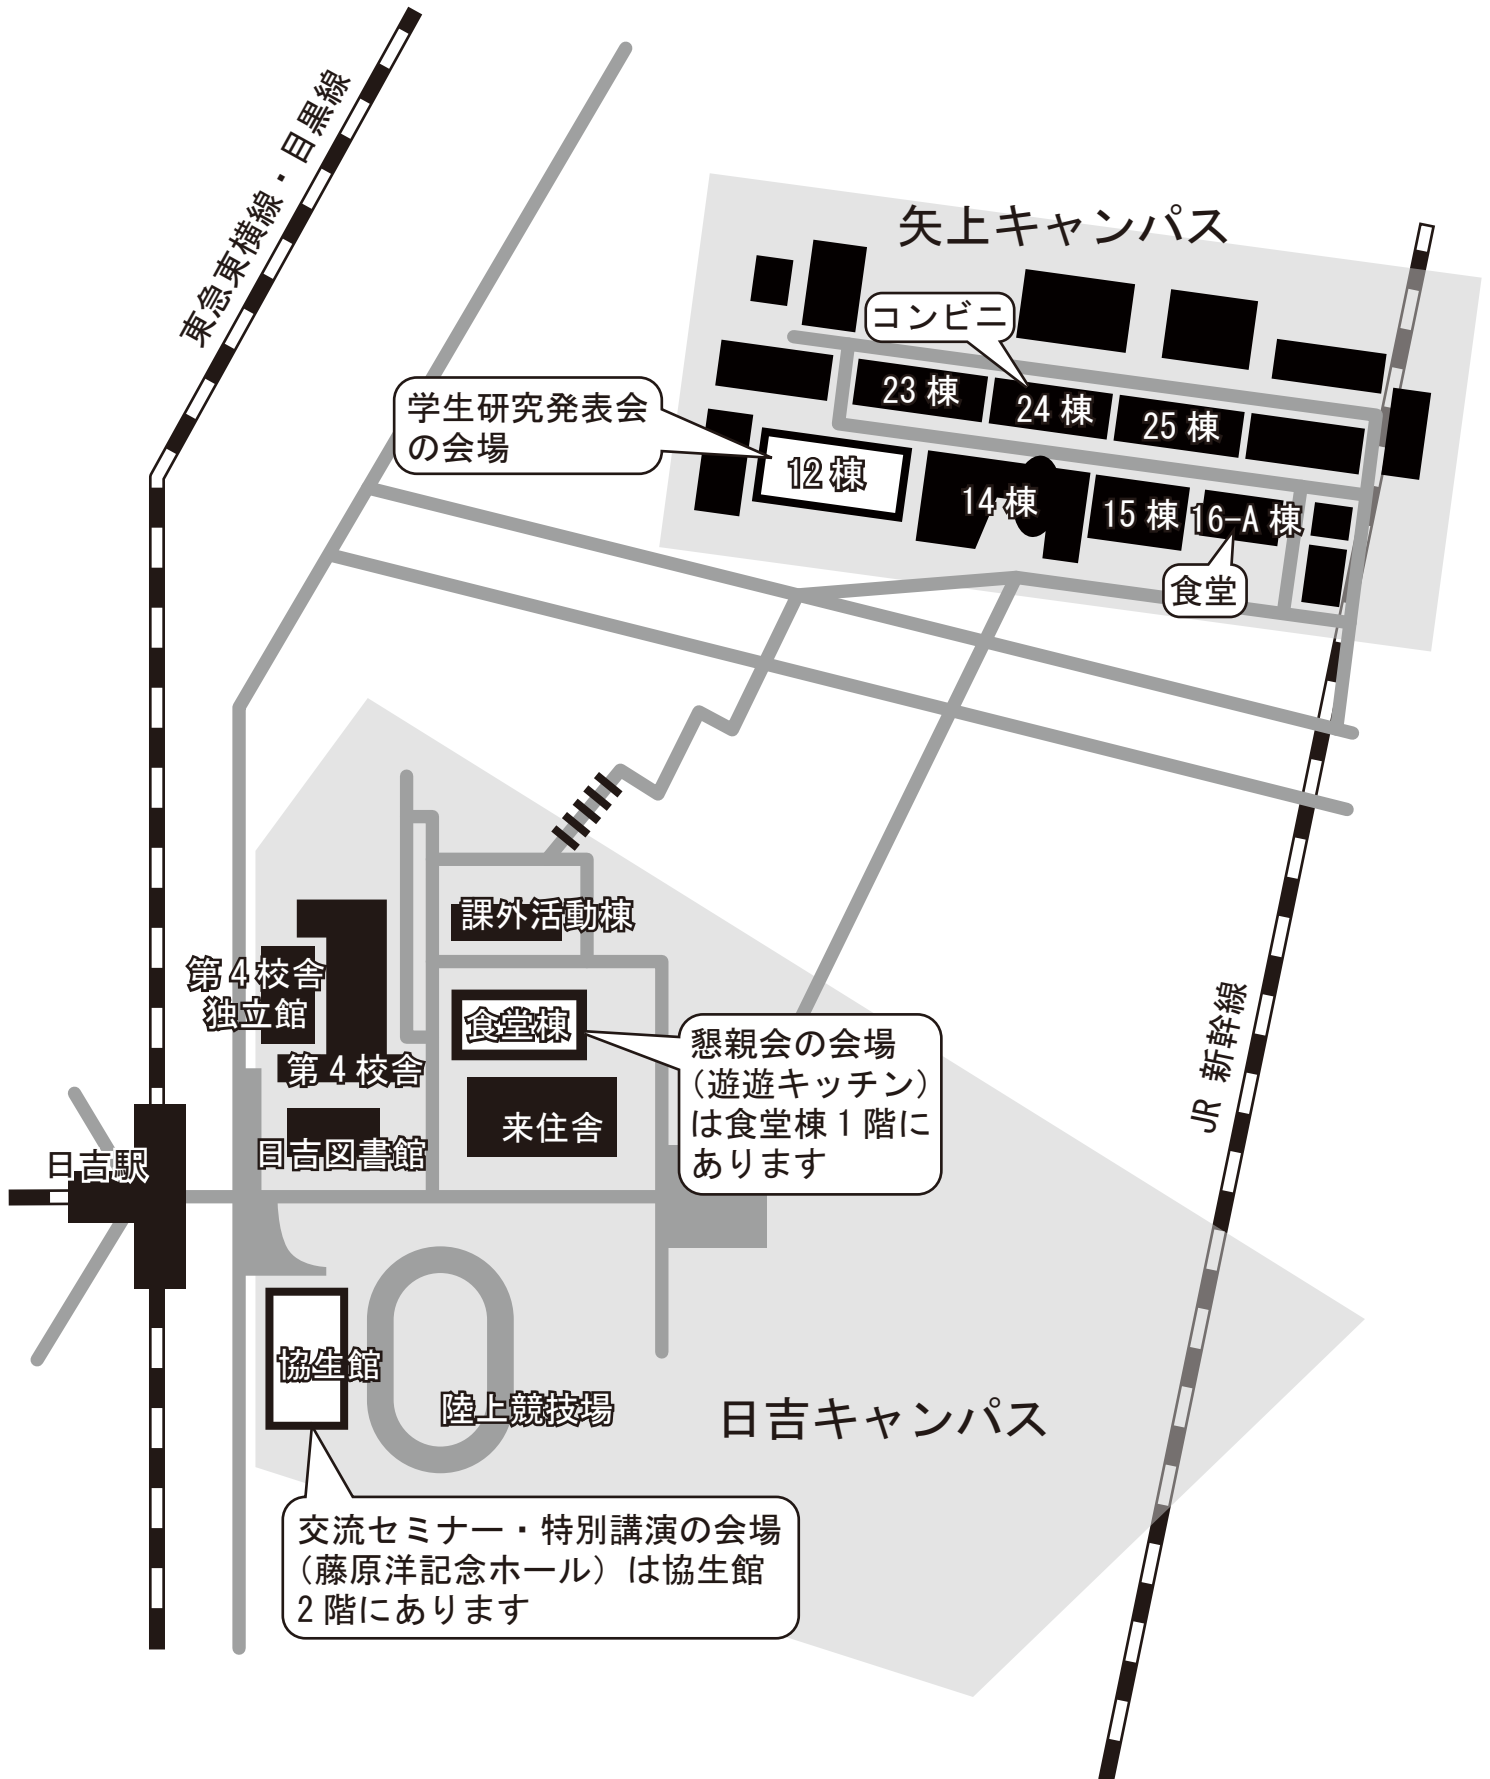 東急東横線・目黒線
矢上キャンパス
コンビニ
23 棟
24 棟
25 棟
学生研究発表会
の会場
12 棟
14 棟
15 棟
16-A 棟
食堂
課外活動棟
第 4 校舎
独立館
食堂棟
第 4 校舎
懇親会の会場
（遊遊キッチン）
は食堂棟 1 階に
あります
JR 新幹線
来住舎
日吉図書館
日吉駅
協生館
陸上競技場
日吉キャンパス
交流セミナー・特別講演の会場
（藤原洋記念ホール）は協生館
2 階にあります